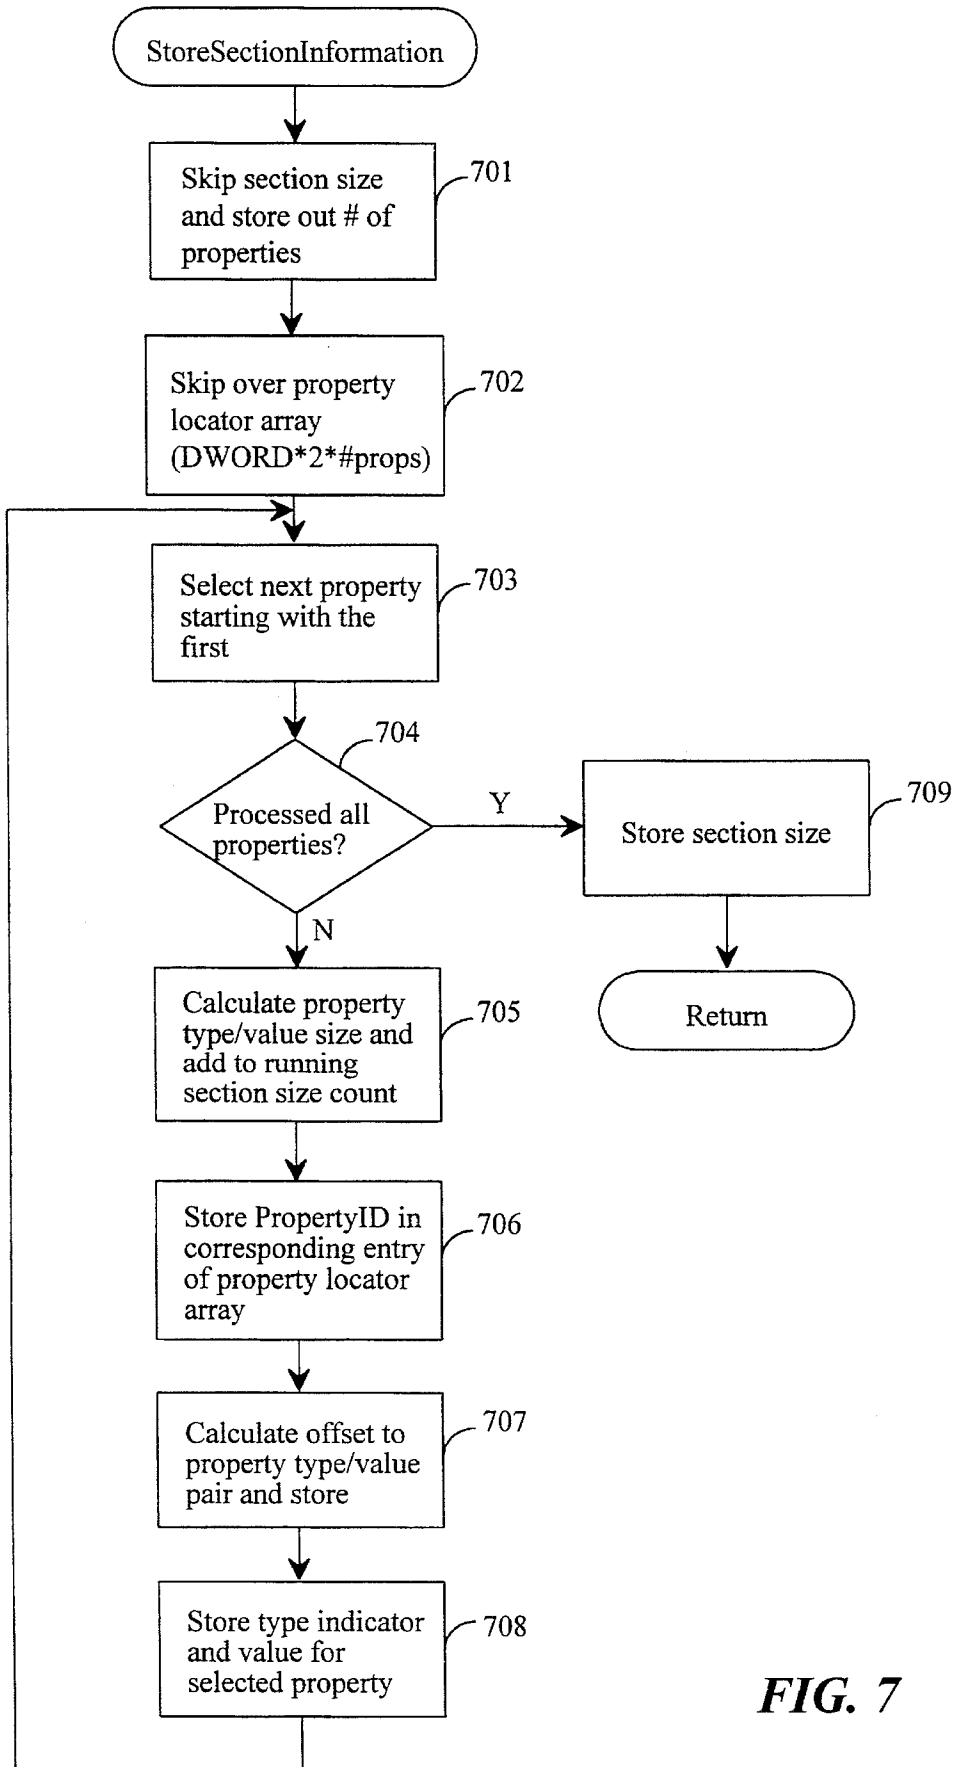 StoreSectionInformation
Skip section size
and store out # of
properties
701
Skip over property
locator array
(DWORD*2*#props)
702
Select next property
starting with the
first
703
704
Processed all
properties?
Y
N
Store section size
709
Return
Calculate property
type/value size and
add to running
section size count
705
Store PropertyID in
corresponding entry
of property locator
array
706
Calculate offset to
property type/value
pair and store
707
Store type indicator
and value for
selected property
708
FIG. 7